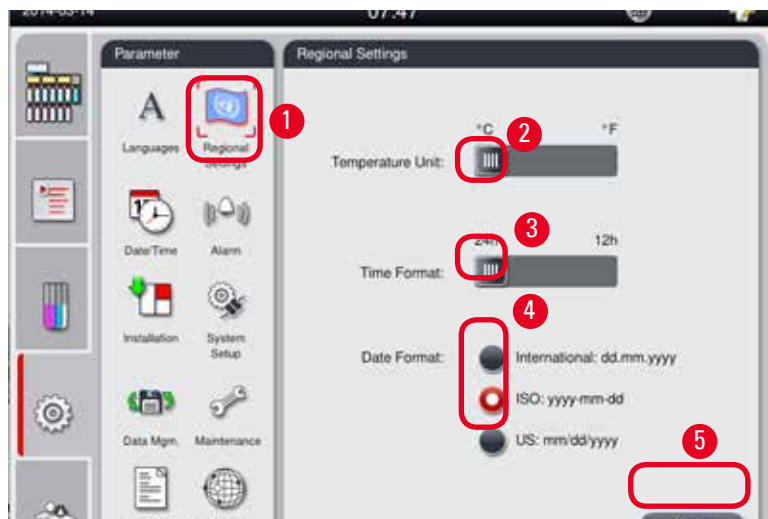 2014-03-14
07:47
Parameter
Regional Settings
1
Languages
Regional
Settings
°C
2
°F
Temperature Unit:
Date/Time
Alarm
3
24h
12h
Time Format:
Installation
System
Setup
4
Date Format:
International: dd.mm.yyyy
ISO: yyyy-mm-dd
US: mm/dd/yyyy
Data Mgm.
Maintenance
5